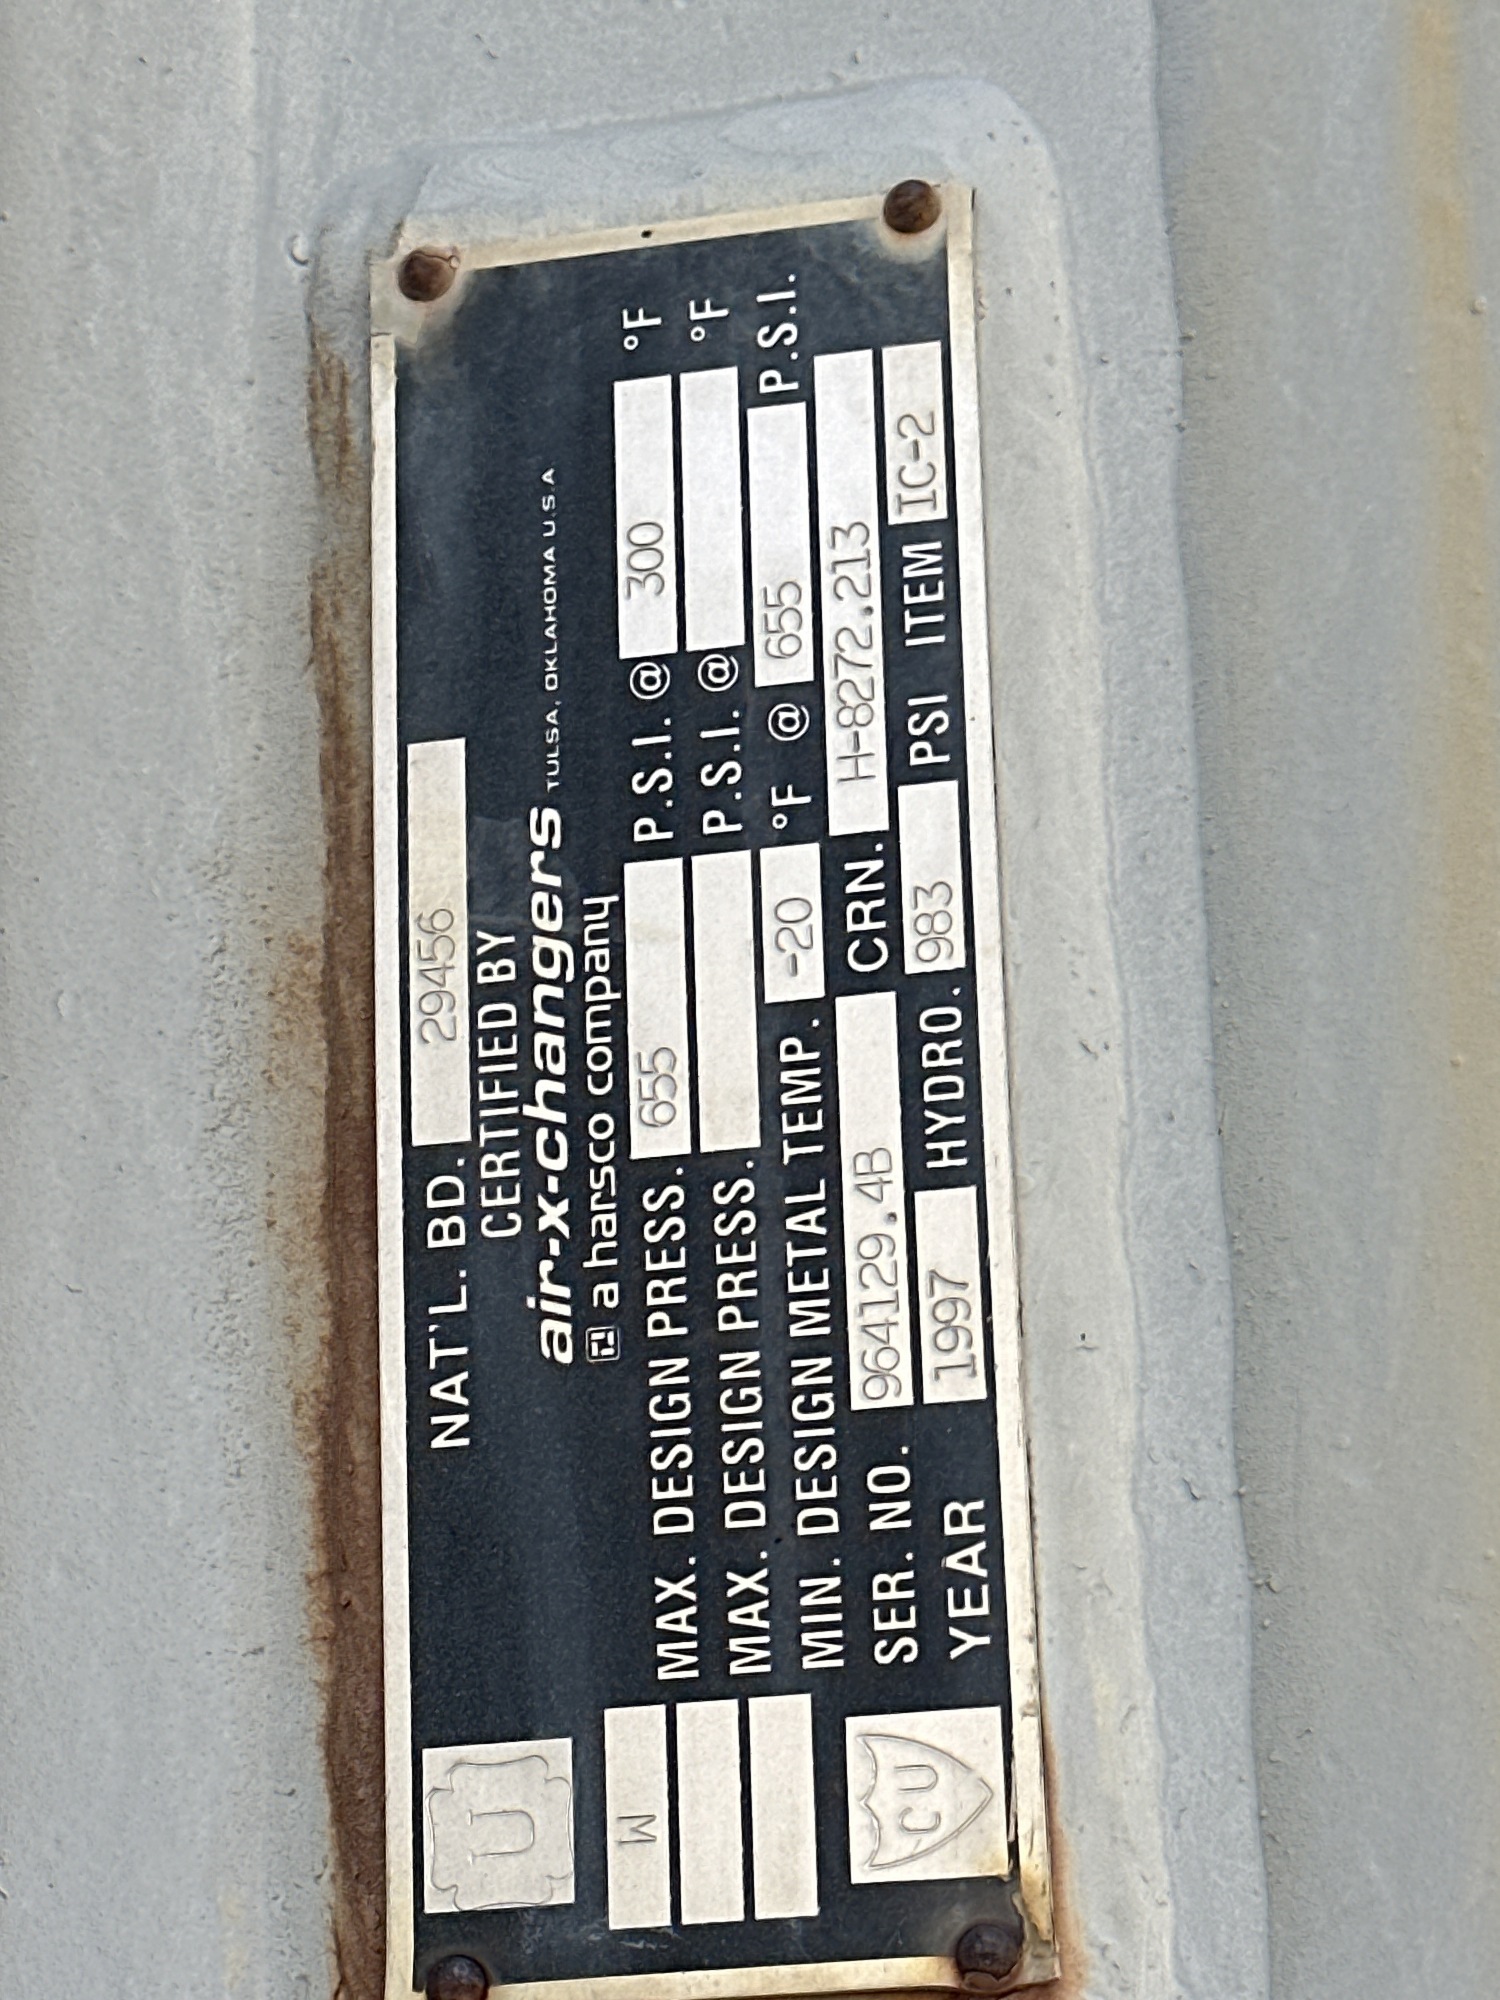 NAT'L. BD. 29456
CERTIFIED BY
air-x-changers TULSA, OKLAHOMA U.S.A
a harsco company
U
W MAX. DESIGN PRESS. 655 P.S.I. @ 300 °F
MAX. DESIGN PRESS. P.S.I. @ °F
MIN. DESIGN METAL TEMP. -20 °F @ 655 P.S.I.
SER. NO. 964129.4B CRN. H-8272.213
YEAR 1997 HYDRO. 983 PSI ITEM IC-2
CU